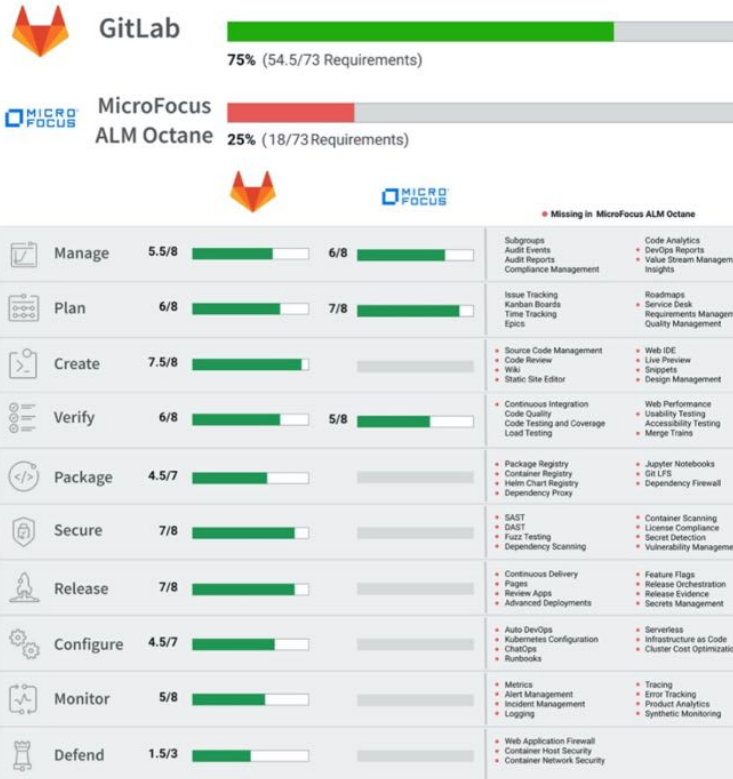 GitLab
75% (54.5/73 Requirements)
MICRO FOCUS
MicroFocus
ALM Octane
25% (18/73 Requirements)
MICRO FOCUS
Missing in MicroFocus ALM Octane
Manage 5.5/8 6/8
Subgroups
Audit Events
Audit Reports
Compliance Management
Code Analytics
DevOps Reports
Value Stream Managem
Insights
Plan 6/8 7/8
Issue Tracking
Kanban Boards
Time Tracking
Epics
Roadmaps
Service Desk
Requirements Managem
Quality Management
Create 7.5/8
Source Code Management
Code Review
Wiki
Static Site Editor
Web IDE
Live Preview
Snippets
Design Management
Verify 6/8 5/8
Continuous Integration
Code Quality
Code Testing and Coverage
Load Testing
Web Performance
Usability Testing
Accessibility Testing
Merge Trains
Package 4.5/7
Package Registry
Container Registry
Helm Chart Registry
Dependency Proxy
Jupyter Notebooks
Git LFS
Dependency Firewall
Secure 7/8
SAST
DAST
Fuzz Testing
Dependency Scanning
Container Scanning
License Compliance
Secret Detection
Vulnerability Manageme
Release 7/8
Continuous Delivery
Pages
Review Apps
Advanced Deployments
Feature Flags
Release Orchestration
Release Evidence
Secrets Management
Configure 4.5/7
Auto DevOps
Kubernetes Configuration
ChatOps
Runbooks
Serverless
Infrastructure as Code
Cluster Cost Optimizatio
Monitor 5/8
Metrics
Alert Management
Incident Management
Logging
Tracing
Error Tracking
Product Analytics
Synthetic Monitoring
Defend 1.5/3
Web Application Firewall
Container Host Security
Container Network Security